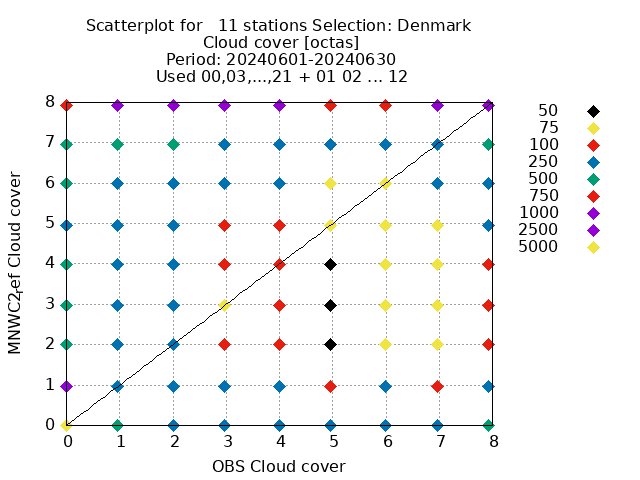 Scatterplot for   11 stations Selection: Denmark
Cloud cover [octas]
Period: 20240601-20240630
Used 00,03,...,21 + 01 02 ... 12
50
75
100
250
500
750
1000
2500
5000
8
7
6
5
4
3
2
1
0
MNWC2ref Cloud cover
0 1 2 3 4 5 6 7 8
OBS Cloud cover